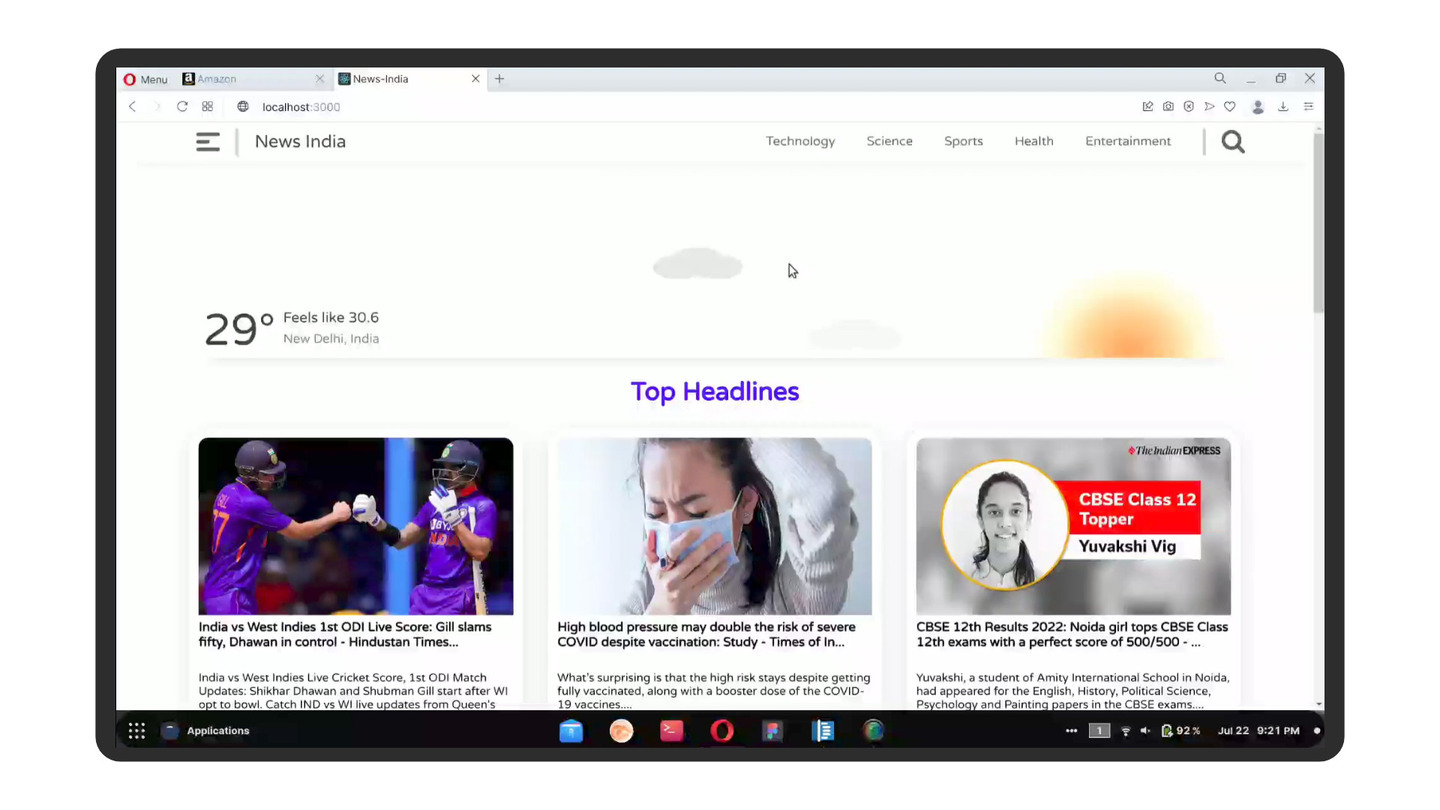 Menu
Amazon
News-India
localhost:3000
News India
Technology
Science
Sports
Health
Entertainment
29°
Feels like 30.6
New Delhi, India
Top Headlines
GILL
BYJU
INDIA
India vs West Indies 1st ODI Live Score: Gill slams
fifty, Dhawan in control - Hindustan Times...
India vs West Indies Live Cricket Score, 1st ODI Match
Updates: Shikhar Dhawan and Shubman Gill start after WI
opt to bowl. Catch IND vs WI live updates from Queen's
High blood pressure may double the risk of severe
COVID despite vaccination: Study - Times of In...
What's surprising is that the high risk stays despite getting
fully vaccinated, along with a booster dose of the COVID-
19 vaccines....
The Indian EXPRESS
CBSE Class 12
Topper
Yuvakshi Vig
CBSE 12th Results 2022: Noida girl tops CBSE Class
12th exams with a perfect score of 500/500 - ...
Yuvakshi, a student of Amity International School in Noida,
had appeared for the English, History, Political Science,
Psychology and Painting papers in the CBSE exams....
Applications
1
92 %
Jul 22 9:21 PM